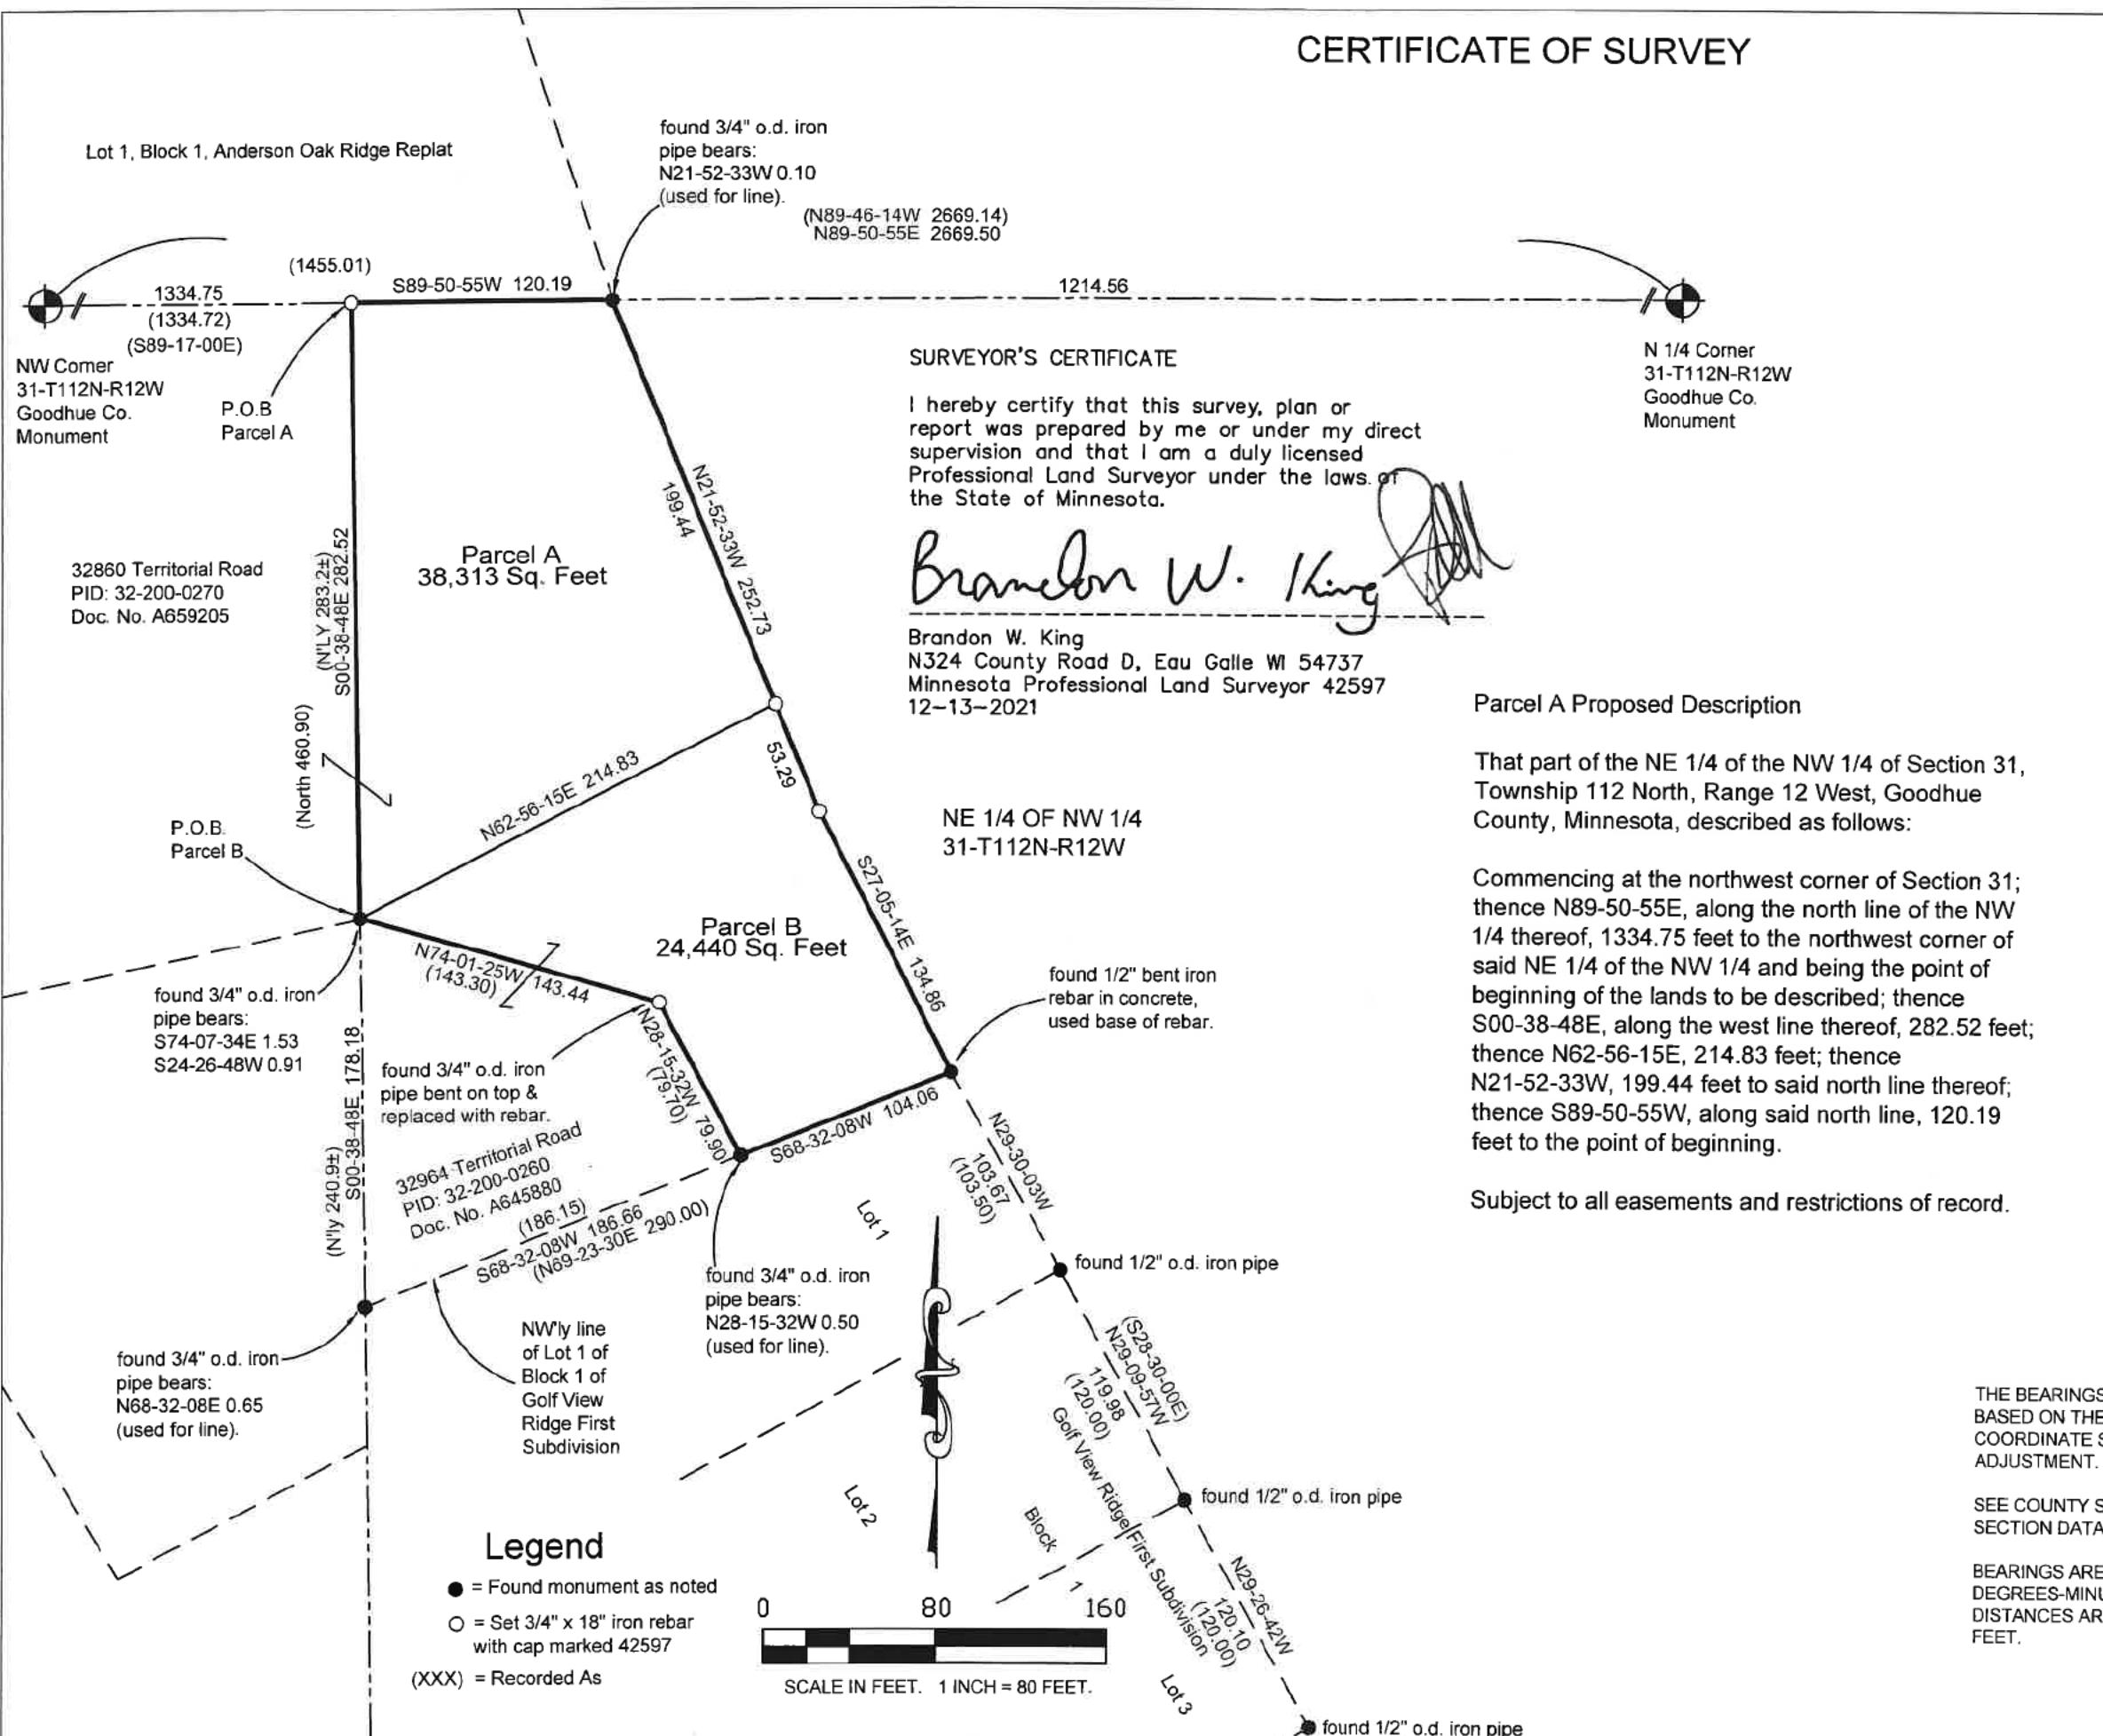 CERTIFICATE OF SURVEY
Lot 1, Block 1, Anderson Oak Ridge Replat
found 3/4" o.d. iron
pipe bears:
N21-52-33W 0.10
(used for line).
(N89-46-14W 2669.14)
N89-50-55E 2669.50
(1455.01)
S89-50-55W 120.19
1334.75
(1334.72)
(S89-17-00E)
1214.56
NW Corner
31-T112N-R12W
Goodhue Co.
Monument
P.O.B
Parcel A
N 1/4 Corner
31-T112N-R12W
Goodhue Co.
Monument
SURVEYOR'S CERTIFICATE
I hereby certify that this survey, plan or
report was prepared by me or under my direct
supervision and that I am a duly licensed
Professional Land Surveyor under the laws of
the State of Minnesota.
Brandon W. King
Brandon W. King
N324 County Road D, Eau Galle WI 54737
Minnesota Professional Land Surveyor 42597
12-13-2021
N21-52-33W 252.73
199.44
Parcel A
38,313 Sq. Feet
(N'LY 283.2±)
S00-38-48E 282.52
32860 Territorial Road
PID: 32-200-0270
Doc. No. A659205
(North 460.90)
N62-56-15E 214.83
53.29
P.O.B.
Parcel B
NE 1/4 OF NW 1/4
31-T112N-R12W
S27-05-14E 134.86
Parcel B
24,440 Sq. Feet
N74-01-25W 143.44
(143.30)
found 3/4" o.d. iron
pipe bears:
S74-07-34E 1.53
S24-26-48W 0.91
found 1/2" bent iron
rebar in concrete,
used base of rebar.
found 3/4" o.d. iron
pipe bent on top &
replaced with rebar.
N28-15-32W 79.90
(79.70)
S68-32-08W 104.06
S00-38-48E 178.18
(N'ly 240.9±)
32964 Territorial Road
PID: 32-200-0260
Doc. No. A645880
(186.15)
S68-32-08W 186.66
(N69-23-30E 290.00)
N29-30-03W
103.67
(103.50)
Lot 1
found 1/2" o.d. iron pipe
found 3/4" o.d. iron
pipe bears:
N28-15-32W 0.50
(used for line).
NW'ly line
of Lot 1 of
Block 1 of
Golf View
Ridge First
Subdivision
found 3/4" o.d. iron
pipe bears:
N68-32-08E 0.65
(used for line).
(S28-30-00E)
N29-09-57W
119.98
(120.00)
Golf View Ridge First Subdivision
Lot 2
Block 1
found 1/2" o.d. iron pipe
N29-26-42W
120.10
(120.00)
Lot 3
found 1/2" o.d. iron pipe
Parcel A Proposed Description
That part of the NE 1/4 of the NW 1/4 of Section 31,
Township 112 North, Range 12 West, Goodhue
County, Minnesota, described as follows:
Commencing at the northwest corner of Section 31;
thence N89-50-55E, along the north line of the NW
1/4 thereof, 1334.75 feet to the northwest corner of
said NE 1/4 of the NW 1/4 and being the point of
beginning of the lands to be described; thence
S00-38-48E, along the west line thereof, 282.52 feet;
thence N62-56-15E, 214.83 feet; thence
N21-52-33W, 199.44 feet to said north line thereof;
thence S89-50-55W, along said north line, 120.19
feet to the point of beginning.
Subject to all easements and restrictions of record.
THE BEARINGS
BASED ON THE
COORDINATE S
ADJUSTMENT.
SEE COUNTY S
SECTION DATA
BEARINGS ARE
DEGREES-MINU
DISTANCES AR
FEET.
Legend
= Found monument as noted
= Set 3/4" x 18" iron rebar
with cap marked 42597
(XXX) = Recorded As
0 80 160
SCALE IN FEET. 1 INCH = 80 FEET.